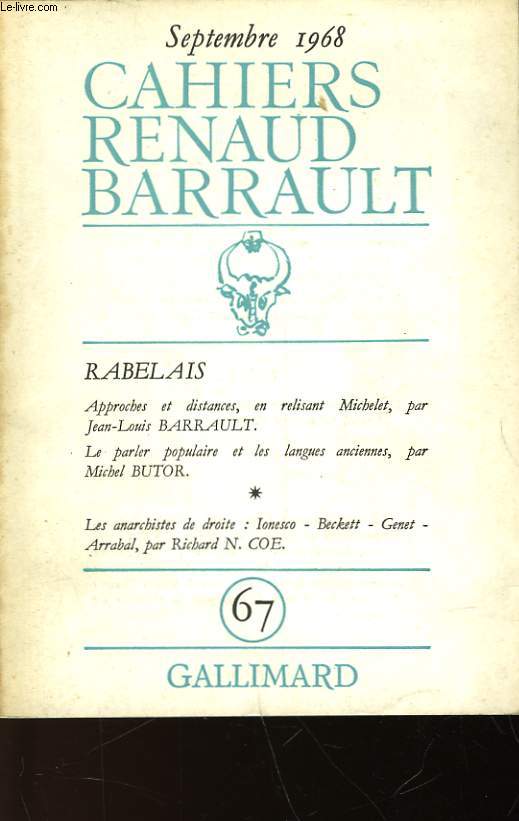 Le-livre.com
Septembre 1968
CAHIERS
RENAUD
BARRAULT
RABELAIS
Approches et distances, en relisant Michelet, par
Jean-Louis BARRAULT.
Le parler populaire et les langues anciennes, par
Michel BUTOR.
*
Les anarchistes de droite : Ionesco - Beckett - Genet -
Arrabal, par Richard N. COE.
67
GALLIMARD